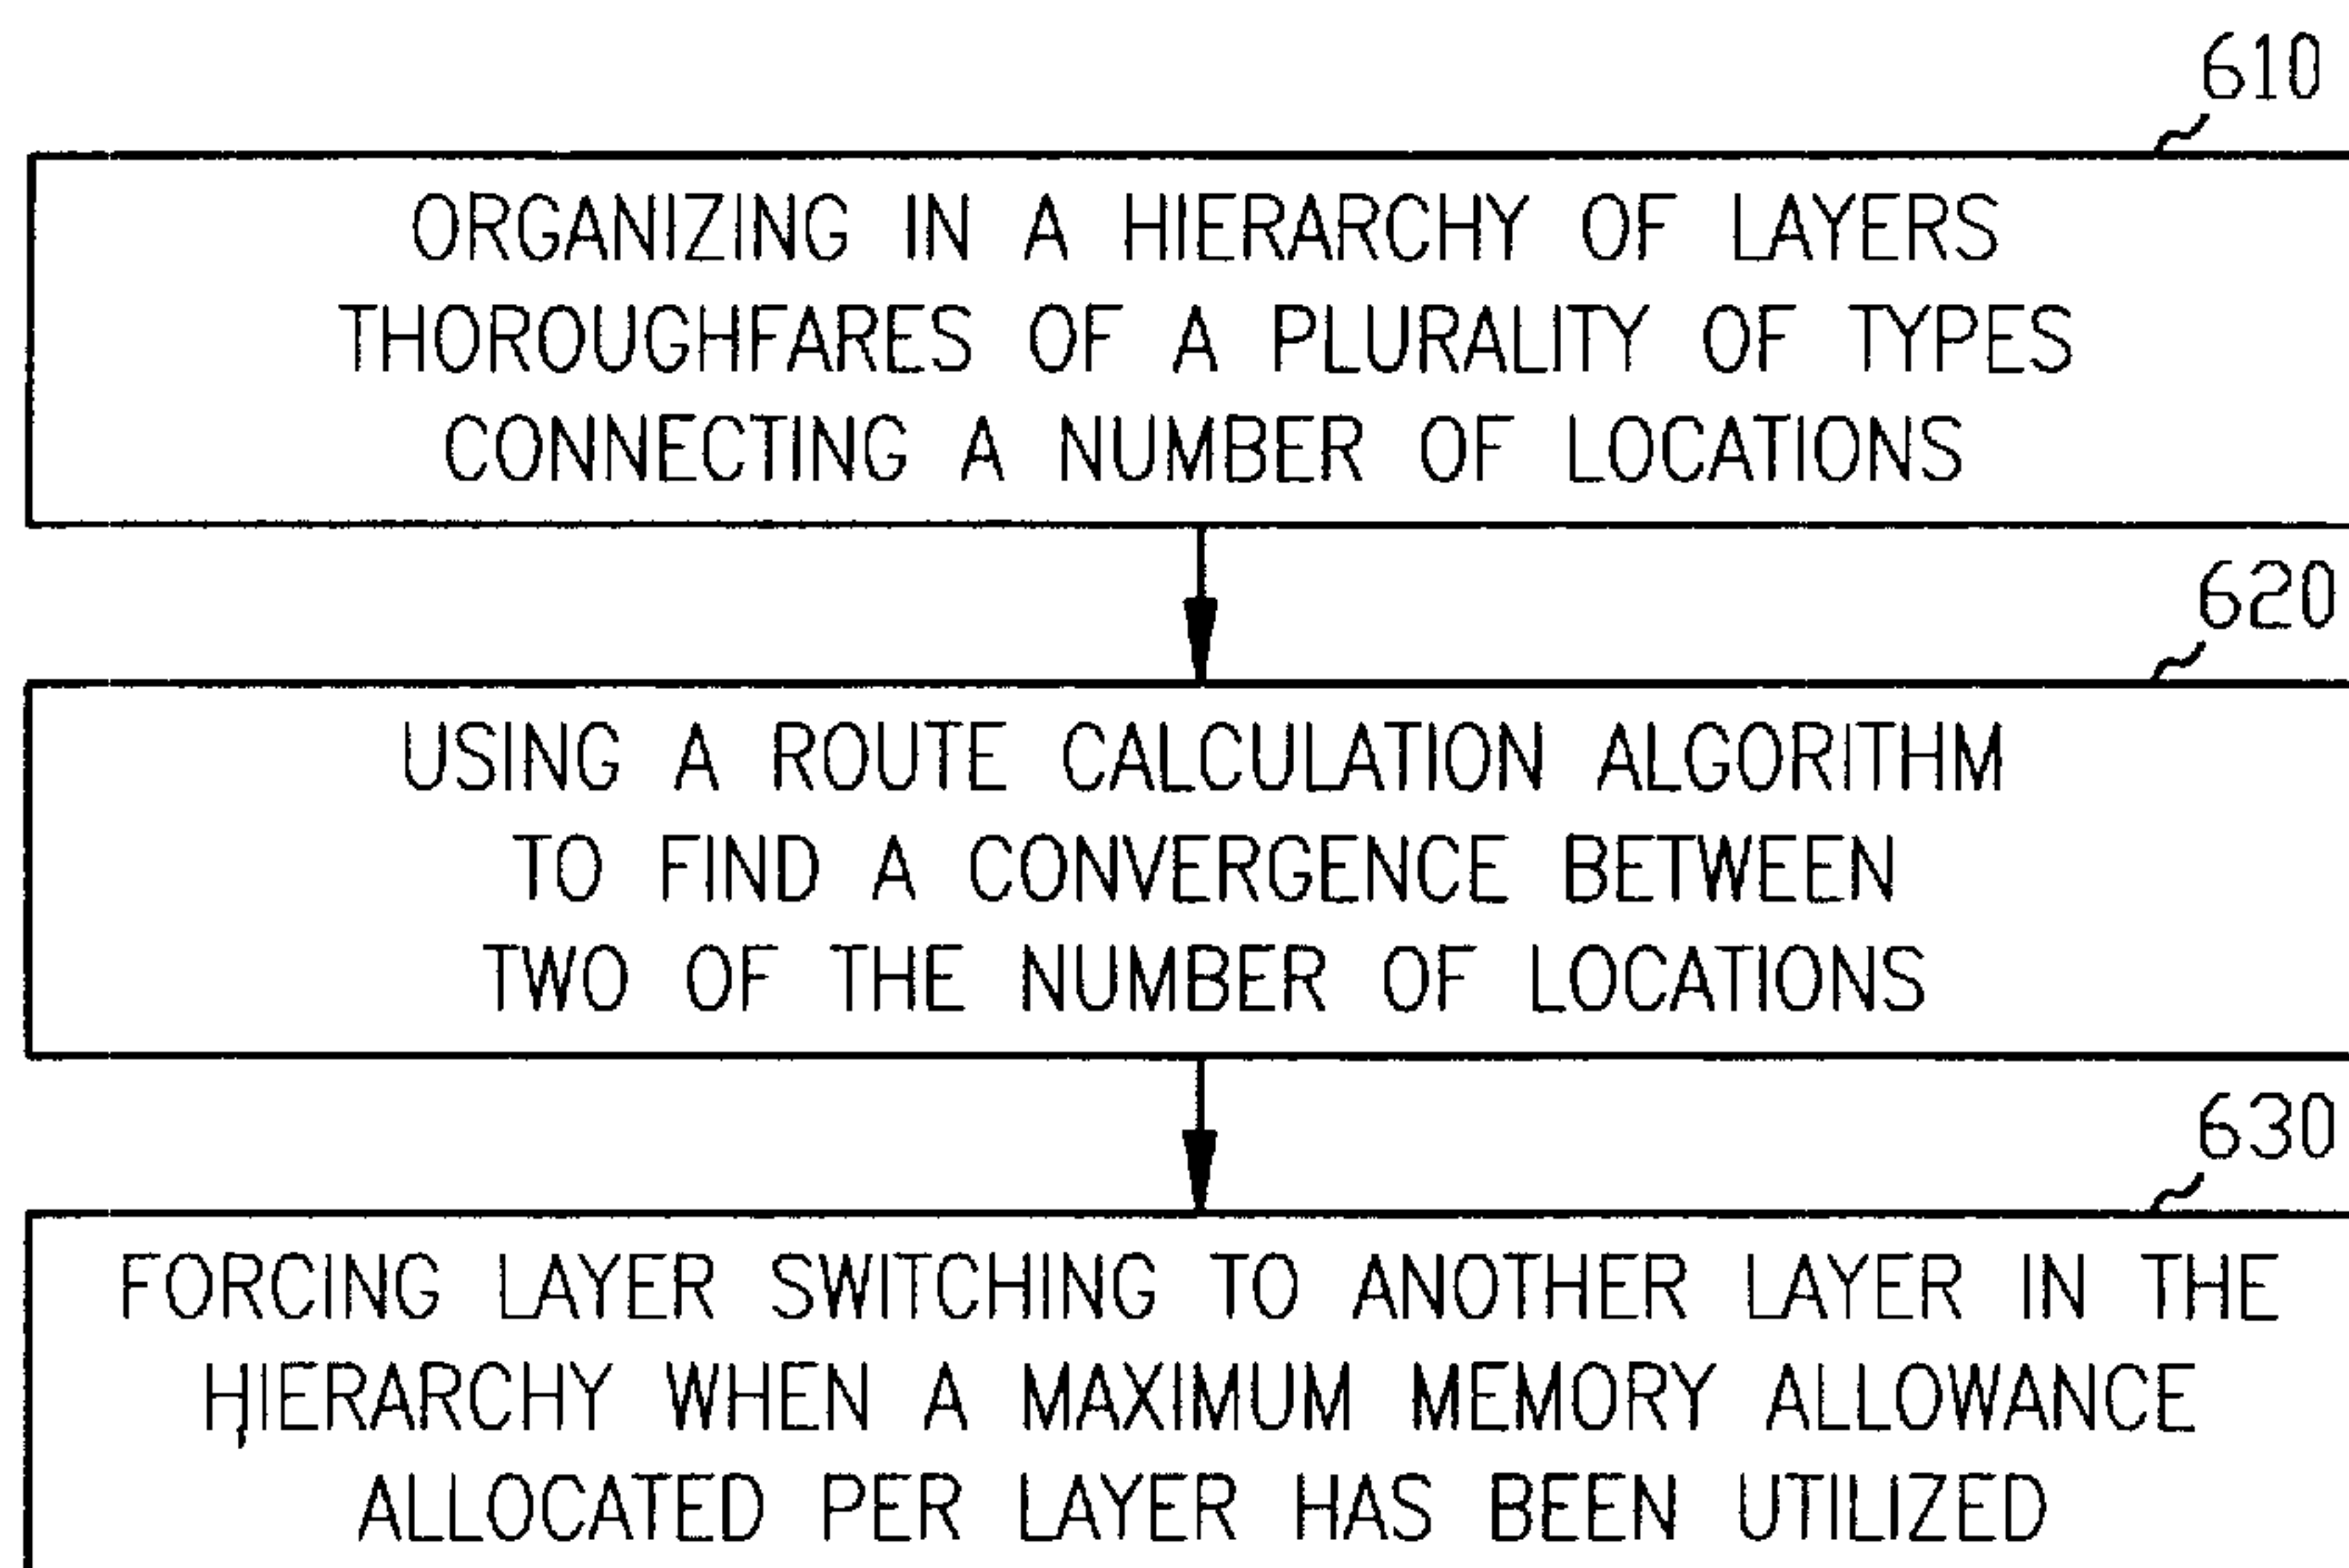 610
ORGANIZING IN A HIERARCHY OF LAYERS
THOROUGHFARES OF A PLURALITY OF TYPES
CONNECTING A NUMBER OF LOCATIONS
620
USING A ROUTE CALCULATION ALGORITHM
TO FIND A CONVERGENCE BETWEEN
TWO OF THE NUMBER OF LOCATIONS
630
FORCING LAYER SWITCHING TO ANOTHER LAYER IN THE
HIERARCHY WHEN A MAXIMUM MEMORY ALLOWANCE
ALLOCATED PER LAYER HAS BEEN UTILIZED